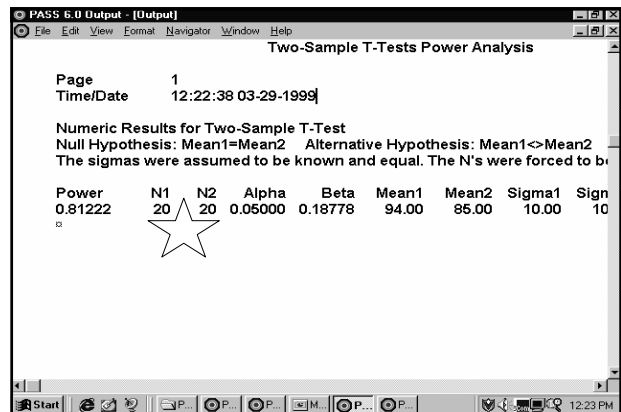 PASS 6.0 Output - [Output]
File Edit View Format Navigator Window Help
Two-Sample T-Tests Power Analysis
Page 1
Time/Date 12:22:38 03-29-1999
Numeric Results for Two-Sample T-Test
Null Hypothesis: Mean1=Mean2 Alternative Hypothesis: Mean1<>Mean2
The sigmas were assumed to be known and equal. The N's were forced to be
Power N1 N2 Alpha Beta Mean1 Mean2 Sigma1 Sigm
0.81222 20 20 0.05000 0.18778 94.00 85.00 10.00 10
Start P... P... P... M... P... P... 12:23 PM